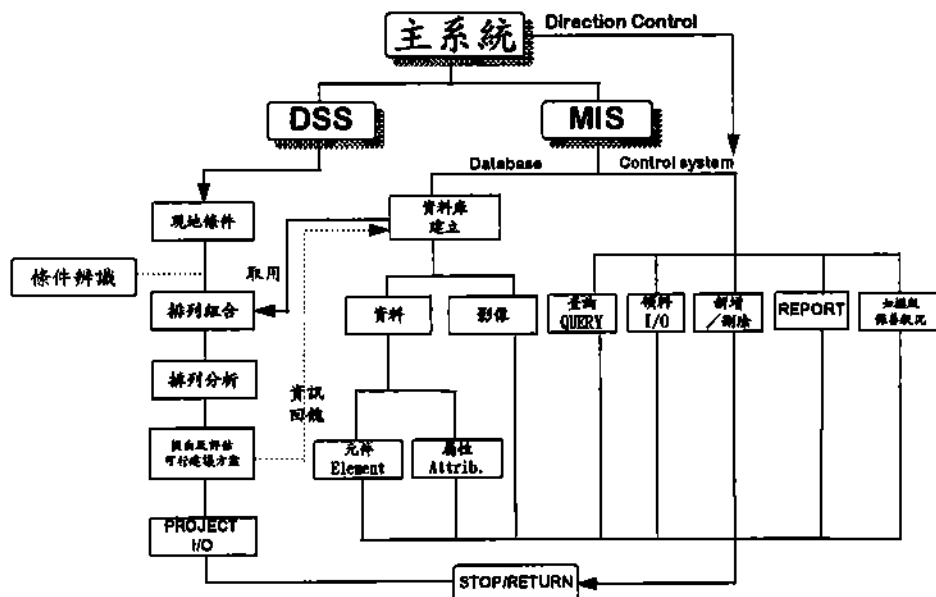 主系統
Direction Control
DSS
MIS
Database
Control system
現地條件
資料庫
建立
條件辨識
取用
排列組合
資料
影像
查詢
QUERY
I/O
新增
／刪除
REPORT
排列分析
資訊
回饋
可行建議方案
元件
Element
屬性
Attrib.
PROJECT
I/O
STOP/RETURN